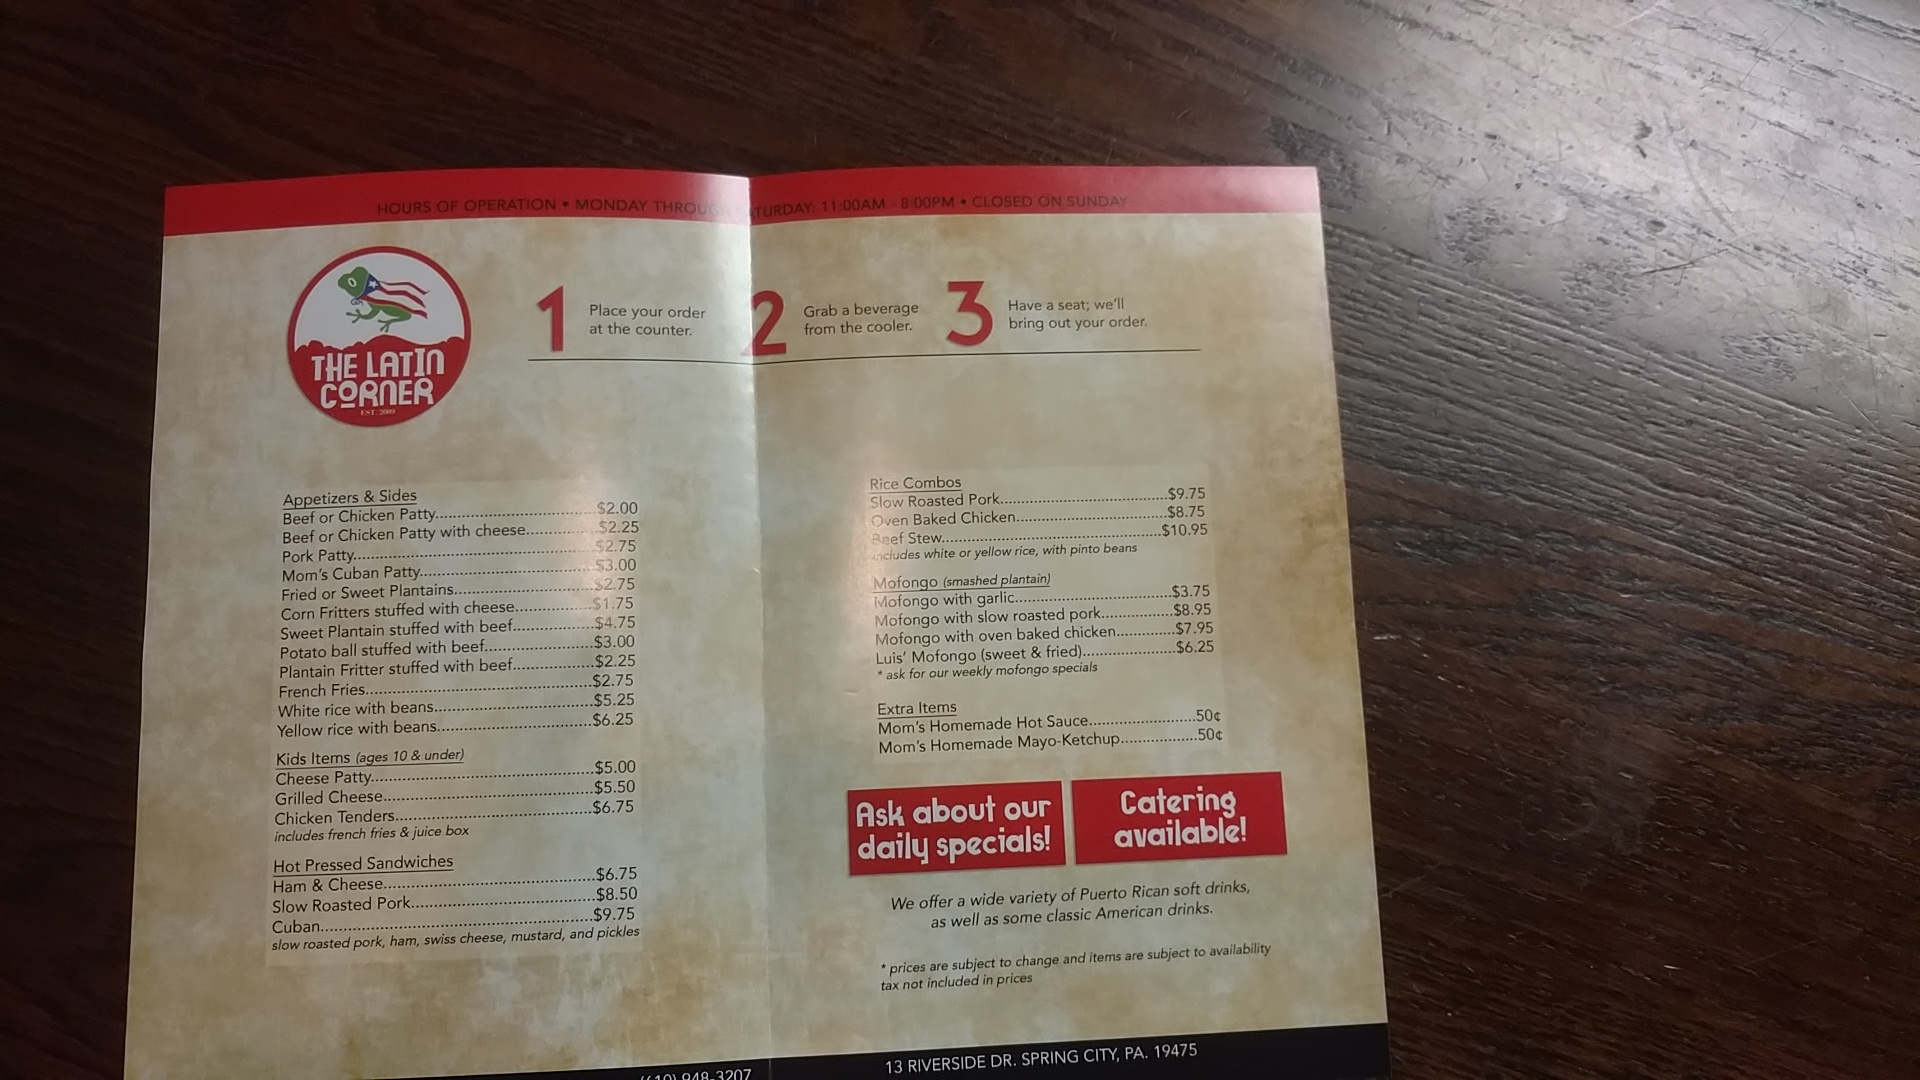 HOURS OF OPERATION • MONDAY THROUGH SATURDAY: 11:00AM - 8:00PM • CLOSED ON SUNDAY
THE LATIN
CORNER
EST. 2009
1 Place your order
at the counter.
2 Grab a beverage
from the cooler.
3 Have a seat; we'll
bring out your order.
Appetizers & Sides
Beef or Chicken Patty..............................$2.00
Beef or Chicken Patty with cheese..............$2.25
Pork Patty..............................$2.75
Mom's Cuban Patty..............................$3.00
Fried or Sweet Plantains..............................$2.75
Corn Fritters stuffed with cheese................$1.75
Sweet Plantain stuffed with beef................$4.75
Potato ball stuffed with beef......................$3.00
Plantain Fritter stuffed with beef................$2.25
French Fries..............................$2.75
White rice with beans..............................$5.25
Yellow rice with beans..............................$6.25
Kids Items (ages 10 & under)
Cheese Patty..............................$5.00
Grilled Cheese..............................$5.50
Chicken Tenders..............................$6.75
includes french fries & juice box
Hot Pressed Sandwiches
Ham & Cheese..............................$6.75
Slow Roasted Pork..............................$8.50
Cuban..............................$9.75
slow roasted pork, ham, swiss cheese, mustard, and pickles
Rice Combos
Slow Roasted Pork..............................$9.75
Oven Baked Chicken..............................$8.75
Beef Stew..............................$10.95
includes white or yellow rice, with pinto beans
Mofongo (smashed plantain)
Mofongo with garlic..............................$3.75
Mofongo with slow roasted pork..............$8.95
Mofongo with oven baked chicken............$7.95
Luis' Mofongo (sweet & fried)..................$6.25
* ask for our weekly mofongo specials
Extra Items
Mom's Homemade Hot Sauce......................50¢
Mom's Homemade Mayo-Ketchup................50¢
Ask about our
daily specials!
Catering
available!
We offer a wide variety of Puerto Rican soft drinks,
as well as some classic American drinks.
* prices are subject to change and items are subject to availability
tax not included in prices
948-3207
13 RIVERSIDE DR. SPRING CITY, PA. 19475